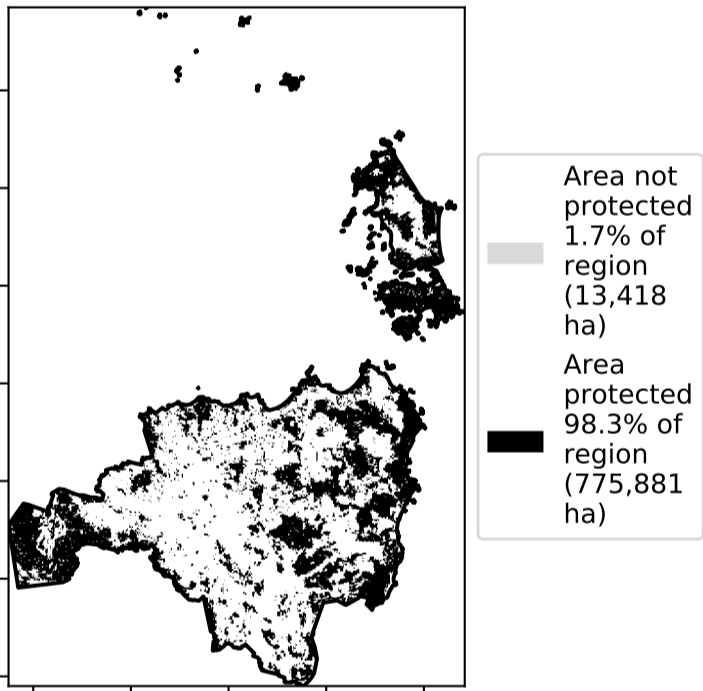 Area not
protected
1.7% of
region
(13,418
ha)
Area
protected
98.3% of
region
(775,881
ha)